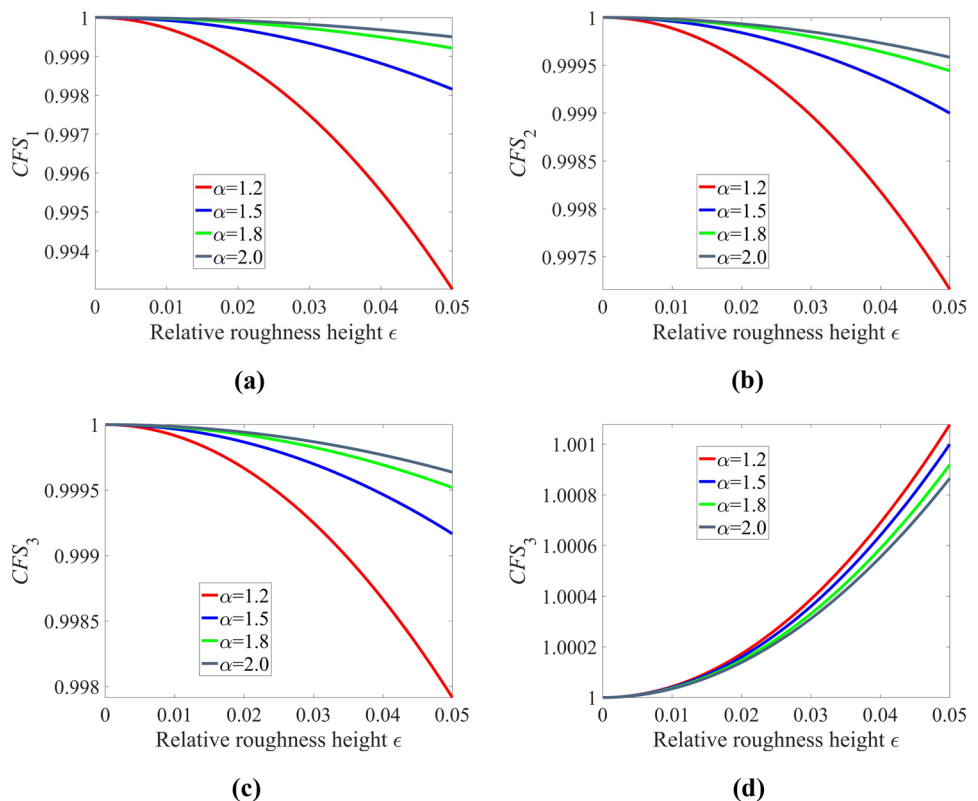 1
0.999
0.998
0.997
0.996
0.995
0.994
CFS1
α=1.2
α=1.5
α=1.8
α=2.0
0
0.01
0.02
0.03
0.04
0.05
Relative roughness height ϵ
(a)
1
0.9995
0.999
0.9985
0.998
0.9975
CFS2
α=1.2
α=1.5
α=1.8
α=2.0
0
0.01
0.02
0.03
0.04
0.05
Relative roughness height ϵ
(b)
1
0.9995
0.999
0.9985
0.998
CFS3
α=1.2
α=1.5
α=1.8
α=2.0
0
0.01
0.02
0.03
0.04
0.05
Relative roughness height ϵ
(c)
1.001
1.0008
1.0006
1.0004
1.0002
1
CFS3
α=1.2
α=1.5
α=1.8
α=2.0
0
0.01
0.02
0.03
0.04
0.05
Relative roughness height ϵ
(d)